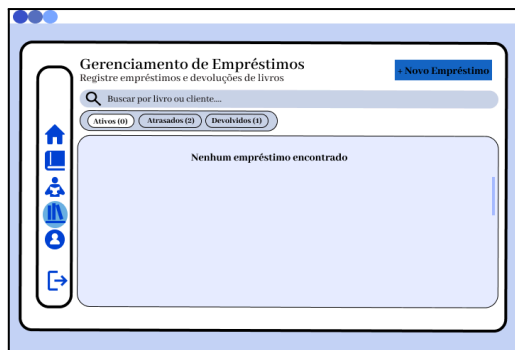 Gerenciamento de Empréstimos
Registre empréstimos e devoluções de livros
+ Novo Empréstimo
Buscar por livro ou cliente....
Ativos (0) Atrasados (2) Devolvidos (1)
Nenhum empréstimo encontrado